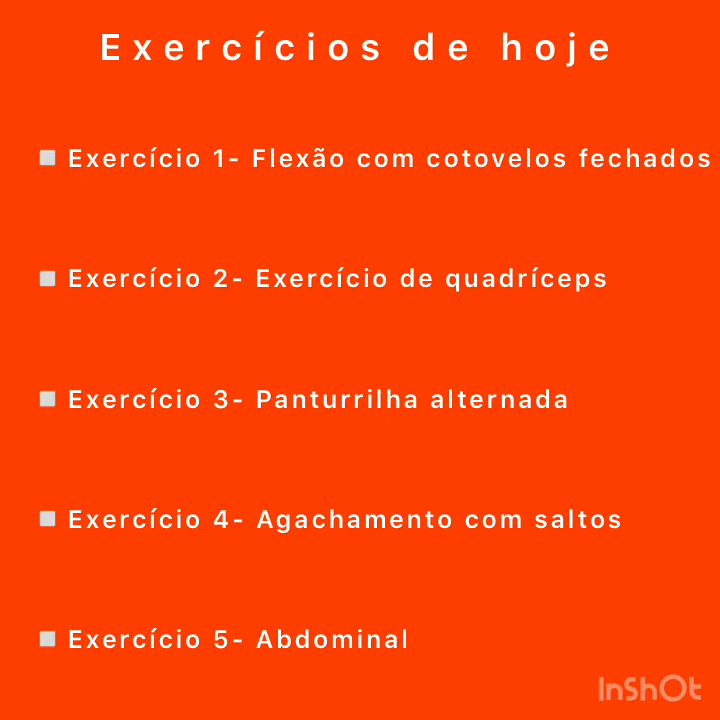 Exercícios de hoje
Exercício 1- Flexão com cotovelos fechados
Exercício 2- Exercício de quadríceps
Exercício 3- Panturrilha alternada
Exercício 4- Agachamento com saltos
Exercício 5- Abdominal
InShOt